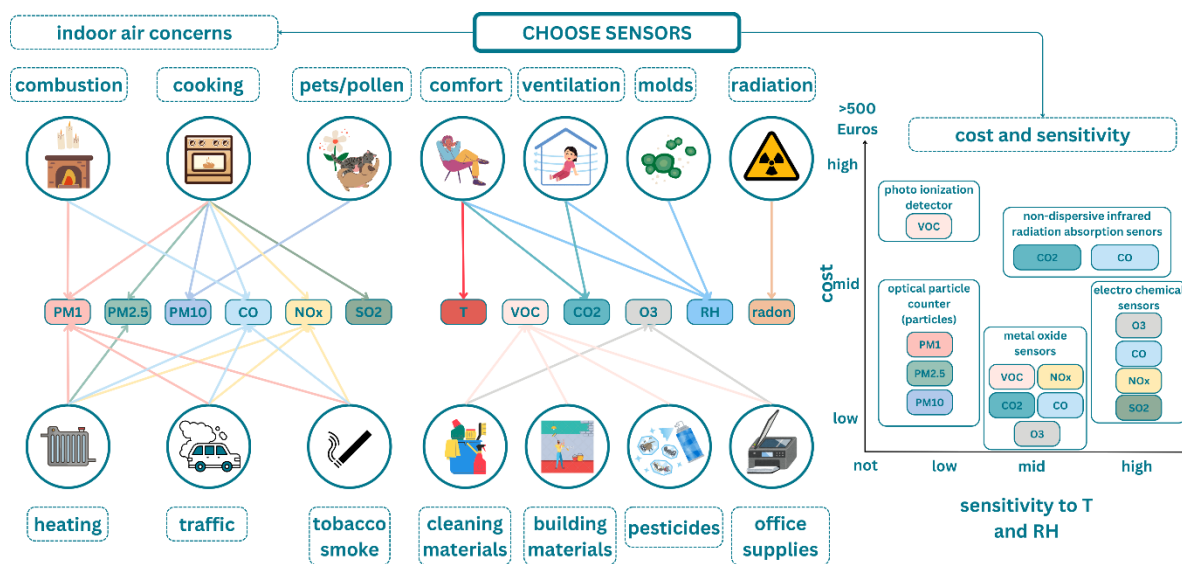 indoor air concerns
CHOOSE SENSORS
combustion
cooking
pets/pollen
comfort
ventilation
molds
radiation
PM1
PM2.5
PM10
CO
NOx
SO2
T
VOC
CO2
O3
RH
radon
heating
traffic
tobacco
smoke
cleaning
materials
building
materials
pesticides
office
supplies
>500
Euros
cost and sensitivity
high
mid
low
cost
photo ionization
detector
VOC
non-dispersive infrared
radiation absorption senors
CO2
CO
optical particle
counter
(particles)
PM1
PM2.5
PM10
metal oxide
sensors
VOC
NOx
CO2
CO
O3
electro chemical
sensors
O3
CO
NOx
SO2
not
low
mid
high
sensitivity to T
and RH